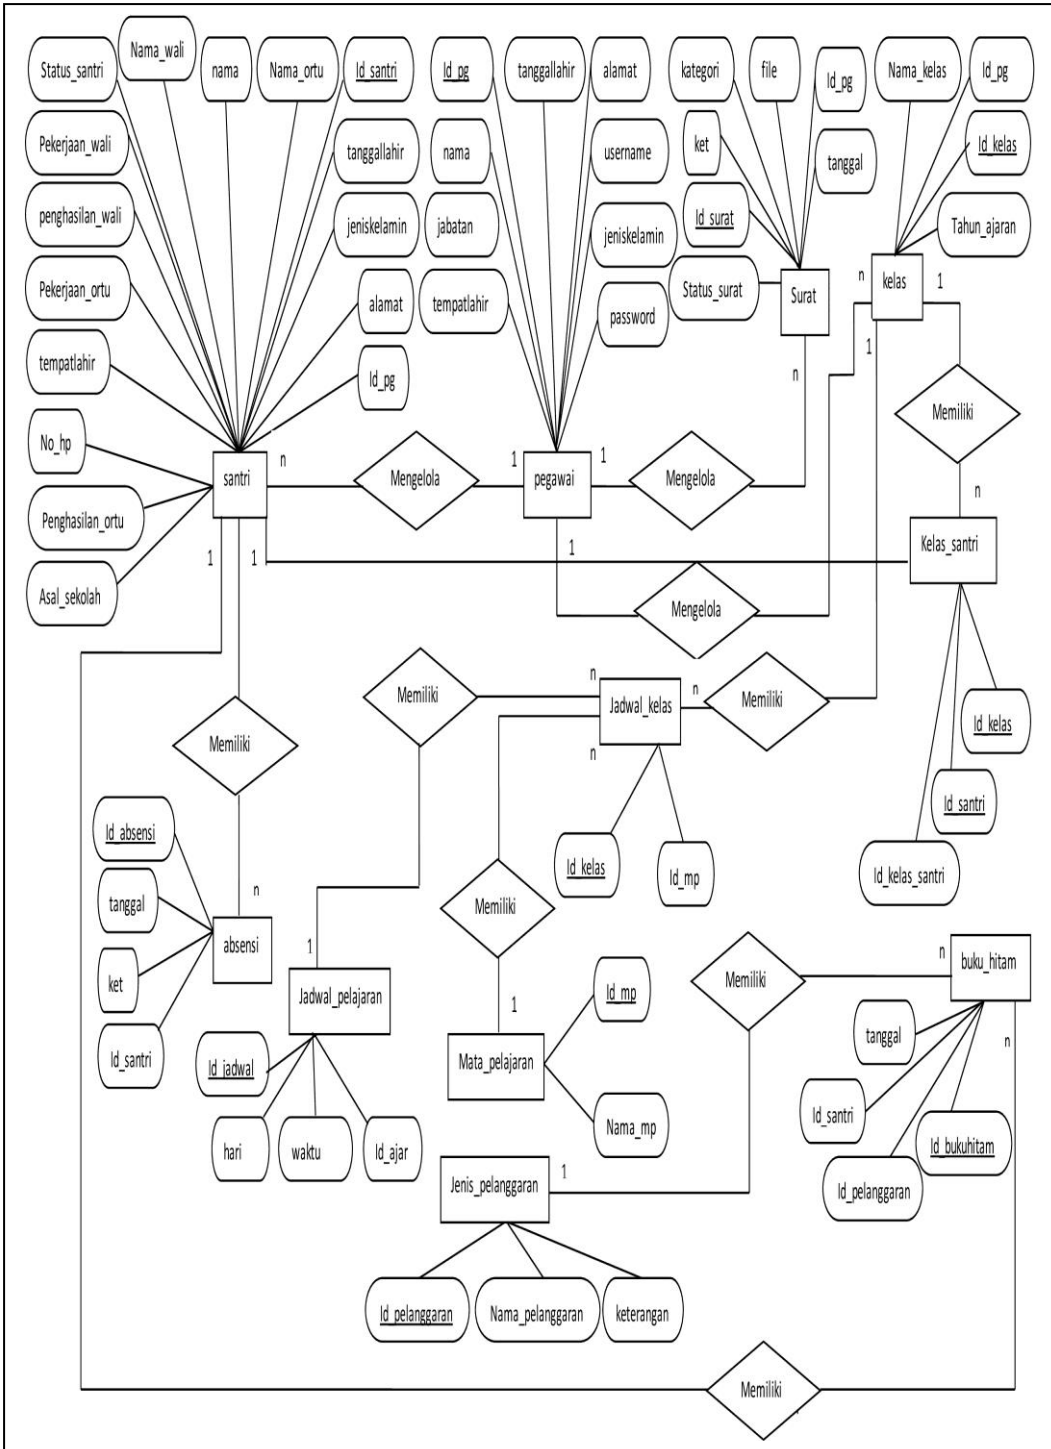 Status_santri
Nama_wali
nama
Nama_ortu
Id_santri
Id_pg
tanggallahir
alamat
kategori
file
Id_pg
Nama_kelas
Id_pg
Pekerjaan_wali
tanggallahir
nama
username
ket
tanggal
Id_kelas
penghasilan_wali
jeniskelamin
jabatan
jeniskelamin
Id_surat
Tahun_ajaran
Pekerjaan_ortu
alamat
tempatlahir
password
Status_surat
Surat
n
kelas
1
tempatlahir
Id_pg
n
1
Memiliki
No_hp
santri
n
Mengelola
1
pegawai
1
Mengelola
n
Penghasilan_ortu
Kelas_santri
Asal_sekolah
1
1
1
Mengelola
Memiliki
n
Jadwal_kelas
n
n
Memiliki
Memiliki
Id_kelas
Id_santri
Id_kelas_santri
Id_absensi
tanggal
ket
Id_santri
n
absensi
Id_kelas
Id_mp
Memiliki
1
Jadwal_pelajaran
Id_jadwal
hari
waktu
Id_ajar
1
Mata_pelajaran
Id_mp
Nama_mp
Memiliki
n
buku_hitam
n
tanggal
Id_santri
Id_bukuhitam
Id_pelanggaran
Jenis_pelanggaran
1
Id_pelanggaran
Nama_pelanggaran
keterangan
Memiliki